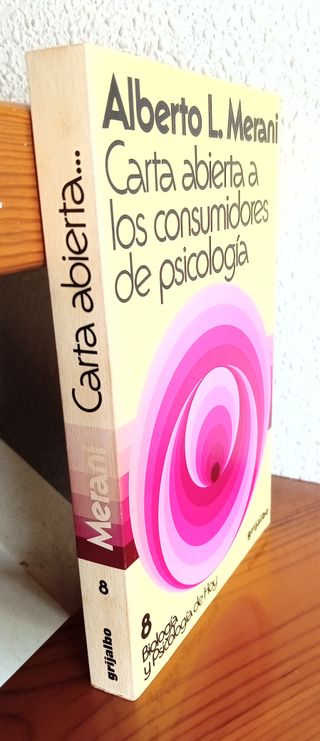 Alberto L. Merani
Carta abierta a
los consumidores
de psicología
grijalbo
8
Biología
y psicología de Hoy
Carta abierta...
Merani
8
grijalbo